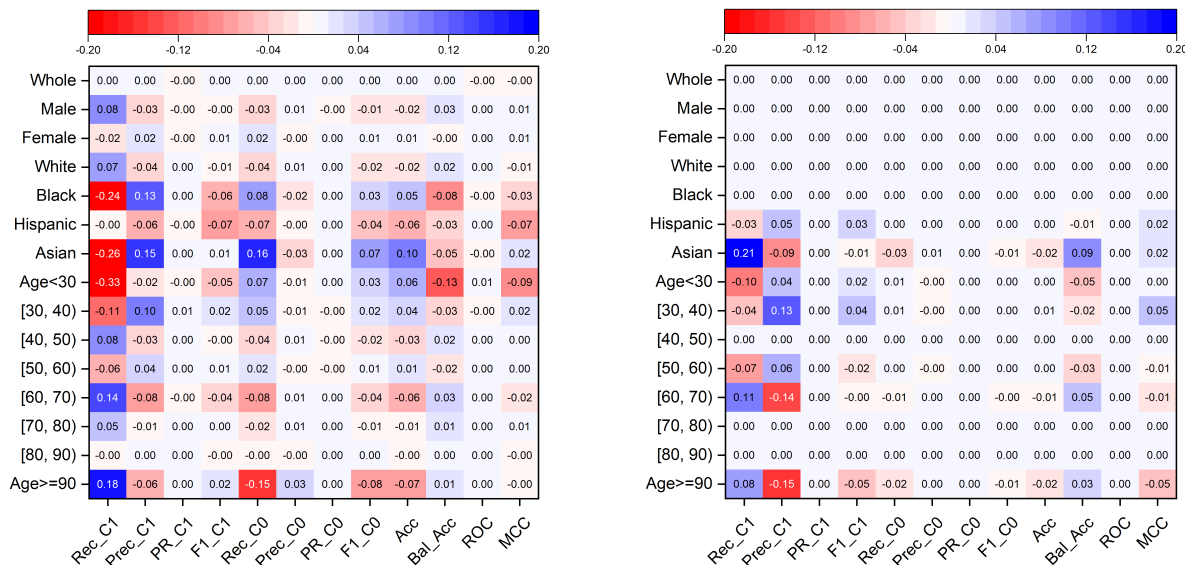 -0.20 -0.12 -0.04 0.04 0.12 0.20
Whole 0.00 0.00 -0.00 0.00 0.00 0.00 0.00 0.00 0.00 0.00 -0.00 -0.00
Male 0.08 -0.03 -0.00 -0.00 -0.03 0.01 -0.00 -0.01 -0.02 0.03 0.00 0.01
Female -0.02 0.02 -0.00 0.01 0.02 -0.00 0.00 0.01 0.01 -0.00 0.00 0.01
White 0.07 -0.04 0.00 -0.01 -0.04 0.01 0.00 -0.02 -0.02 0.02 0.00 -0.01
Black -0.24 0.13 0.00 -0.06 0.08 -0.02 0.00 0.03 0.05 -0.08 -0.00 -0.03
Hispanic -0.00 -0.06 -0.00 -0.07 -0.07 -0.00 0.00 -0.04 -0.06 -0.03 0.00 -0.07
Asian -0.26 0.15 0.00 0.01 0.16 -0.03 0.00 0.07 0.10 -0.05 -0.00 0.02
Age<30 -0.33 -0.02 -0.00 -0.05 0.07 -0.01 0.00 0.03 0.06 -0.13 0.01 -0.09
[30, 40) -0.11 0.10 0.01 0.02 0.05 -0.01 -0.00 0.02 0.04 -0.03 -0.00 0.02
[40, 50) 0.08 -0.03 0.00 -0.00 -0.04 0.01 -0.00 -0.02 -0.03 0.02 0.00 0.00
[50, 60) -0.06 0.04 0.00 0.01 0.02 -0.00 -0.00 0.01 0.01 -0.02 0.00 0.00
[60, 70) 0.14 -0.08 -0.00 -0.04 -0.08 0.01 0.00 -0.04 -0.06 0.03 0.00 -0.02
[70, 80) 0.05 -0.01 0.00 0.00 -0.02 0.01 0.00 -0.01 -0.01 0.01 0.00 0.01
[80, 90) -0.00 0.00 0.00 -0.00 -0.00 -0.00 0.00 -0.00 -0.00 0.00 0.00 -0.00
Age>=90 0.18 -0.06 0.00 0.02 -0.15 0.03 0.00 -0.08 -0.07 0.01 0.00 -0.00
Rec_C1 Prec_C1 PR_C1 F1_C1 Rec_C0 Prec_C0 PR_C0 F1_C0 Acc Bal_Acc ROC MCC
-0.20 -0.12 -0.04 0.04 0.12 0.20
Whole 0.00 0.00 0.00 0.00 0.00 0.00 0.00 0.00 0.00 0.00 0.00 0.00
Male 0.00 0.00 0.00 0.00 0.00 0.00 0.00 0.00 0.00 0.00 0.00 0.00
Female 0.00 0.00 0.00 0.00 0.00 0.00 0.00 0.00 0.00 0.00 0.00 0.00
White 0.00 0.00 0.00 0.00 0.00 0.00 0.00 0.00 0.00 0.00 0.00 0.00
Black 0.00 0.00 0.00 0.00 0.00 0.00 0.00 0.00 0.00 0.00 0.00 0.00
Hispanic -0.03 0.05 0.00 0.03 0.00 0.00 0.00 0.00 0.00 -0.01 0.00 0.02
Asian 0.21 -0.09 0.00 -0.01 -0.03 0.01 0.00 -0.01 -0.02 0.09 0.00 0.02
Age<30 -0.10 0.04 0.00 0.02 0.01 -0.00 0.00 0.00 0.00 -0.05 0.00 0.00
[30, 40) -0.04 0.13 0.00 0.04 0.01 -0.00 0.00 0.00 0.01 -0.02 0.00 0.05
[40, 50) 0.00 0.00 0.00 0.00 0.00 0.00 0.00 0.00 0.00 0.00 0.00 0.00
[50, 60) -0.07 0.06 0.00 -0.02 0.00 -0.00 0.00 0.00 0.00 -0.03 0.00 -0.01
[60, 70) 0.11 -0.14 0.00 -0.00 -0.01 0.00 0.00 -0.00 -0.01 0.05 0.00 -0.01
[70, 80) 0.00 0.00 0.00 0.00 0.00 0.00 0.00 0.00 0.00 0.00 0.00 0.00
[80, 90) 0.00 0.00 0.00 0.00 0.00 0.00 0.00 0.00 0.00 0.00 0.00 0.00
Age>=90 0.08 -0.15 0.00 -0.05 -0.02 0.00 0.00 -0.01 -0.02 0.03 0.00 -0.05
Rec_C1 Prec_C1 PR_C1 F1_C1 Rec_C0 Prec_C0 PR_C0 F1_C0 Acc Bal_Acc ROC MCC